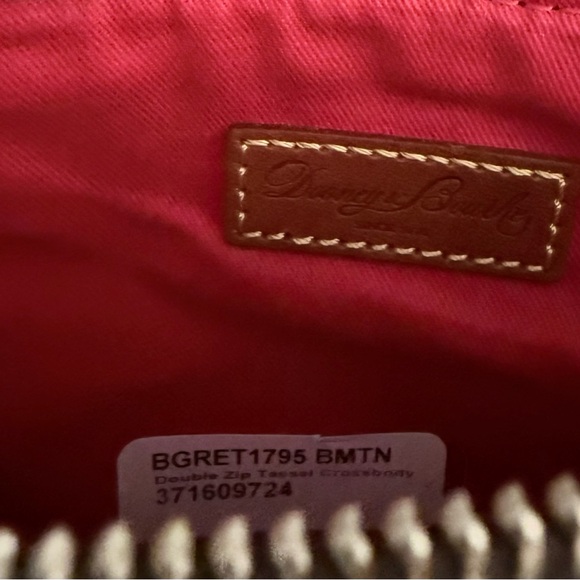 Dooney & Bourke
BGRET1795 BMTN
Double Zip Tassel Crossbody
371609724